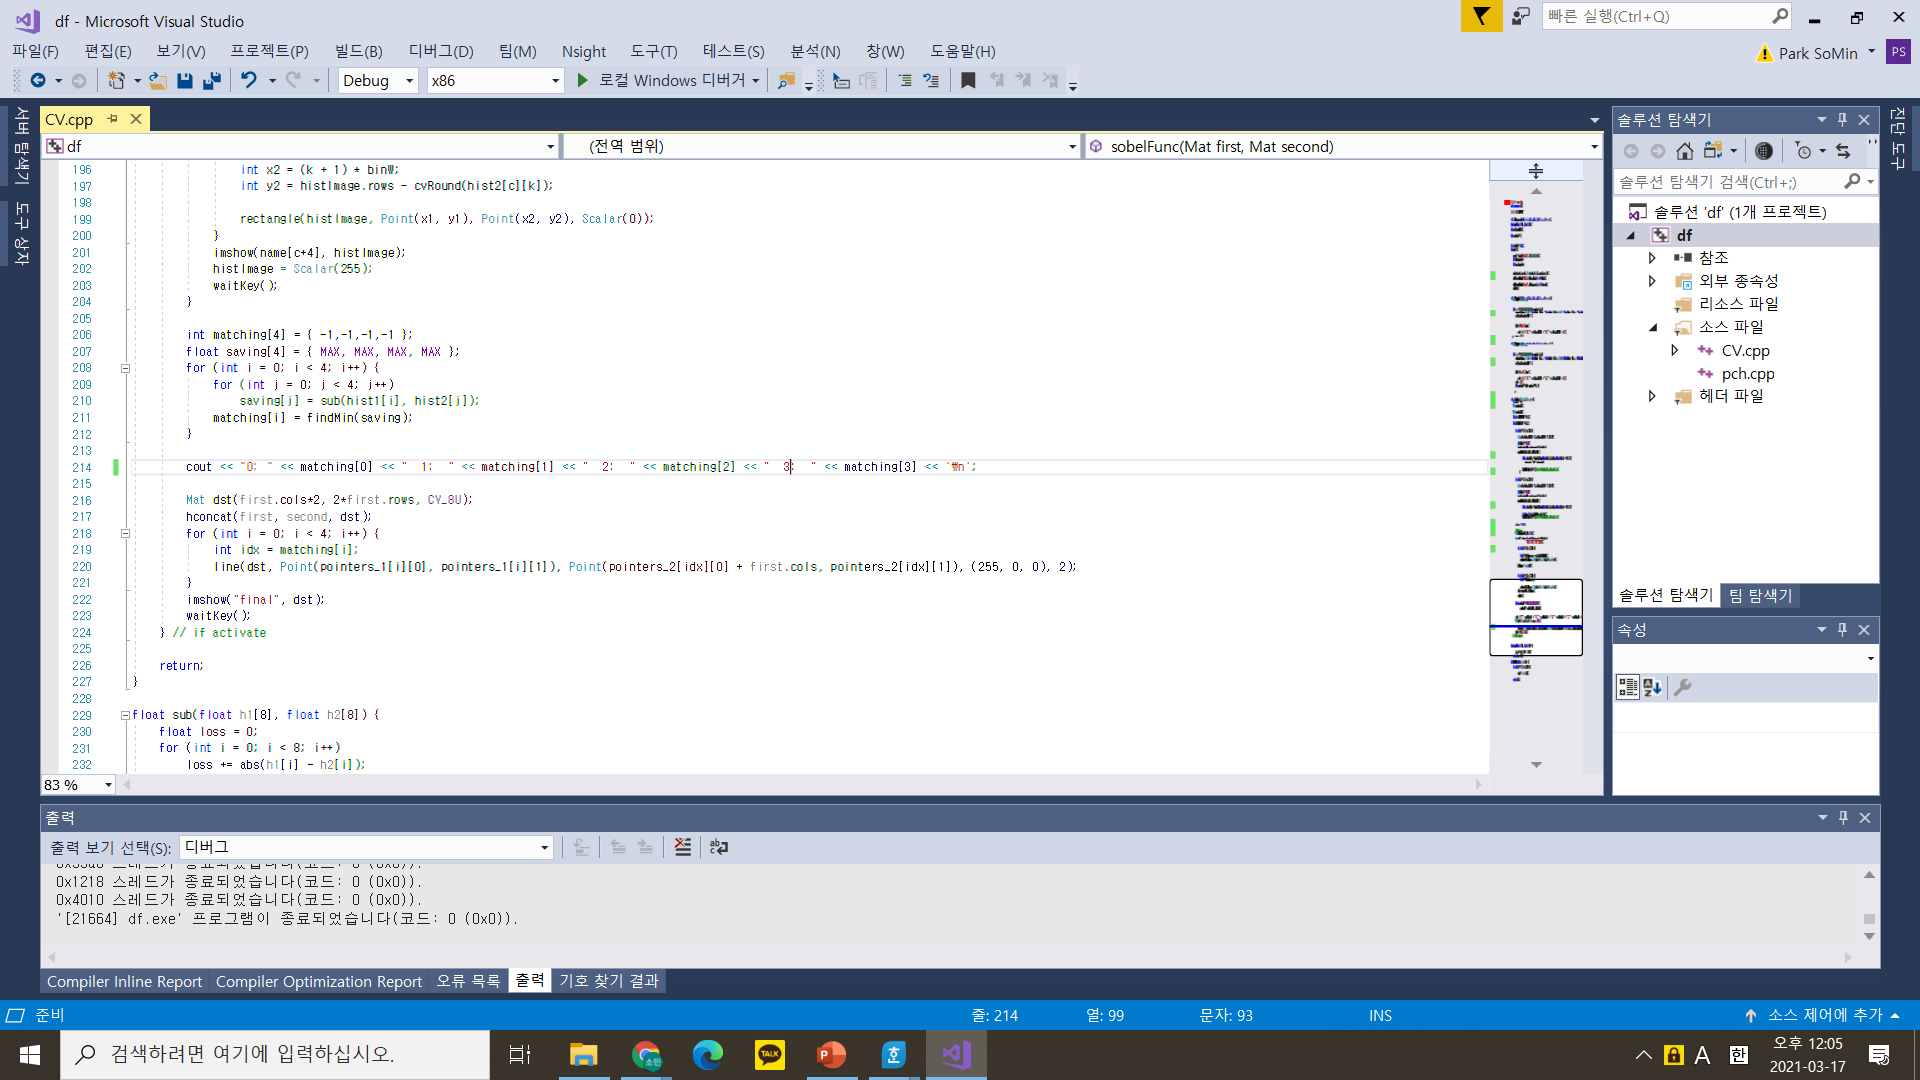 df - Microsoft Visual Studio
빠른 실행(Ctrl+Q)
파일(F) 편집(E) 보기(V) 프로젝트(P) 빌드(B) 디버그(D) 팀(M) Nsight 도구(T) 테스트(S) 분석(N) 창(W) 도움말(H)
Park SoMin PS
Debug x86 로컬 Windows 디버거
서버 탐색기
도구 상자
CV.cpp
df (전역 범위) sobelFunc(Mat first, Mat second)
196 int x2 = (k + 1) * binW;
197 int y2 = histImage.rows - cvRound(hist2[c][k]);
198
199 rectangle(histImage, Point(x1, y1), Point(x2, y2), Scalar(0));
200 }
201 imshow(name[c+4], histImage);
202 histImage = Scalar(255);
203 waitKey();
204 }
205
206 int matching[4] = { -1,-1,-1,-1 };
207 float saving[4] = { MAX, MAX, MAX, MAX };
208 for (int i = 0; i < 4; i++) {
209 for (int j = 0; j < 4; j++)
210 saving[j] = sub(hist1[i], hist2[j]);
211 matching[i] = findMin(saving);
212 }
213
214 cout << "0: " << matching[0] << "  1:  " << matching[1] << "  2:  " << matching[2] << "  3:  " << matching[3] << '₩n';
215
216 Mat dst(first.cols*2, 2*first.rows, CV_8U);
217 hconcat(first, second, dst);
218 for (int i = 0; i < 4; i++) {
219 int idx = matching[i];
220 line(dst, Point(pointers_1[i][0], pointers_1[i][1]), Point(pointers_2[idx][0] + first.cols, pointers_2[idx][1]), (255, 0, 0), 2);
221 }
222 imshow("final", dst);
223 waitKey();
224 } // if activate
225
226 return;
227 }
228
229 float sub(float h1[8], float h2[8]) {
230 float loss = 0;
231 for (int i = 0; i < 8; i++)
232 loss += abs(h1[i] - h2[i]);
83 %
솔루션 탐색기
솔루션 탐색기 검색(Ctrl+;)
솔루션 'df' (1개 프로젝트)
df
참조
외부 종속성
리소스 파일
소스 파일
CV.cpp
pch.cpp
헤더 파일
솔루션 탐색기 팀 탐색기
속성
진단 도구
출력
출력 보기 선택(S): 디버그
0x1218 스레드가 종료되었습니다(코드: 0 (0x0)).
0x4010 스레드가 종료되었습니다(코드: 0 (0x0)).
'[21664] df.exe' 프로그램이 종료되었습니다(코드: 0 (0x0)).
Compiler Inline Report Compiler Optimization Report 오류 목록 출력 기호 찾기 결과
준비 줄: 214 열: 99 문자: 93 INS 소스 제어에 추가
검색하려면 여기에 입력하십시오.
소민
TALK
A 한
오후 12:05
2021-03-17